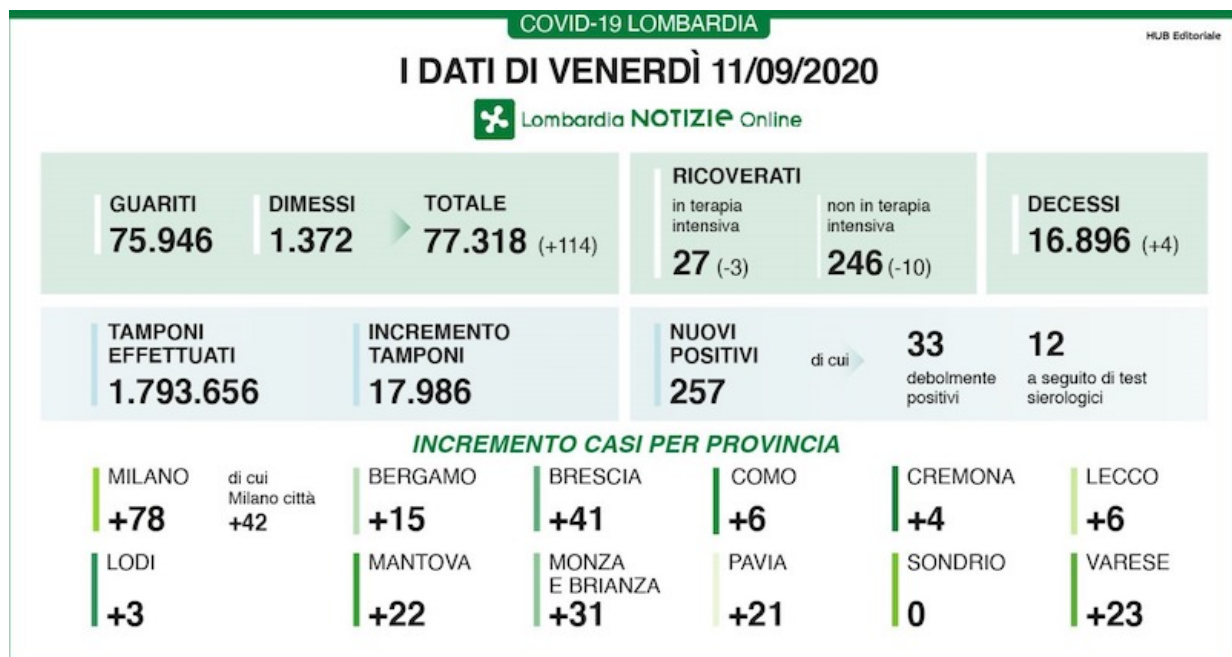 COVID-19 LOMBARDIA
HUB Editoriale
I DATI DI VENERDÌ 11/09/2020
Lombardia NOTIZIE Online
GUARITI
75.946
DIMESSI
1.372
TOTALE
77.318 (+114)
RICOVERATI
in terapia
intensiva
27 (-3)
non in terapia
intensiva
246 (-10)
DECESSI
16.896 (+4)
TAMPONI
EFFETTUATI
1.793.656
INCREMENTO
TAMPONI
17.986
NUOVI
POSITIVI
257
di cui
33
debolmente
positivi
12
a seguito di test
sierologici
INCREMENTO CASI PER PROVINCIA
MILANO
+78
di cui
Milano città
+42
BERGAMO
+15
BRESCIA
+41
COMO
+6
CREMONA
+4
LECCO
+6
LODI
+3
MANTOVA
+22
MONZA
E BRIANZA
+31
PAVIA
+21
SONDRIO
0
VARESE
+23